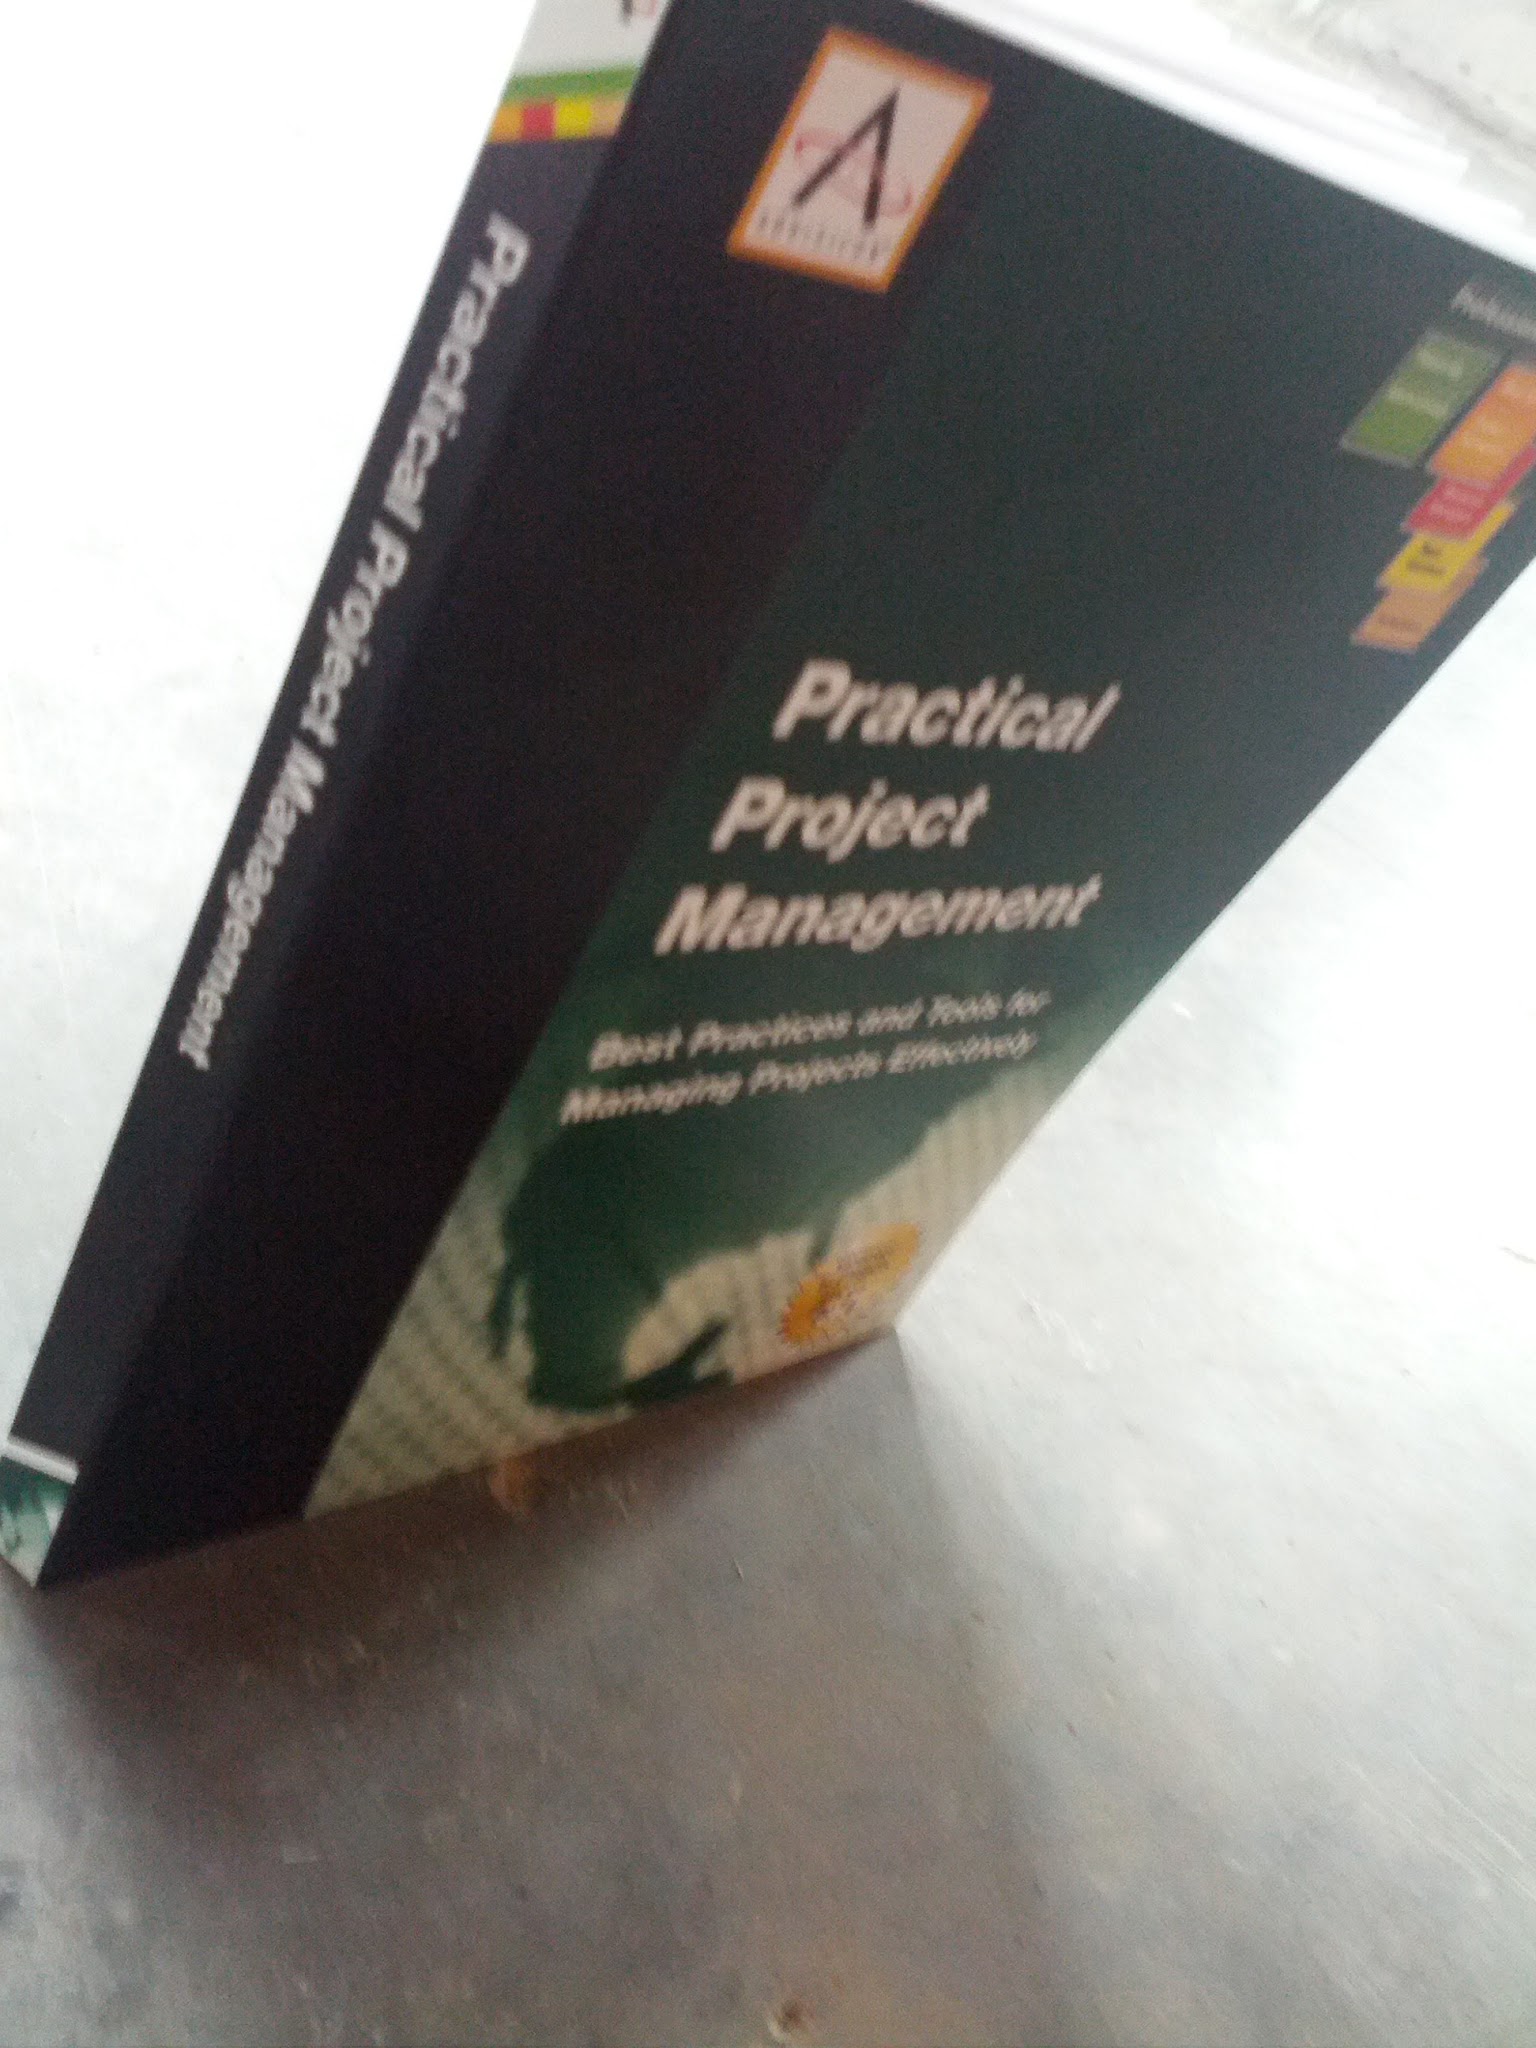 Practical Project Management
A
Practical
Project
Management
Best Practices and Tools for
Managing Projects Effectively